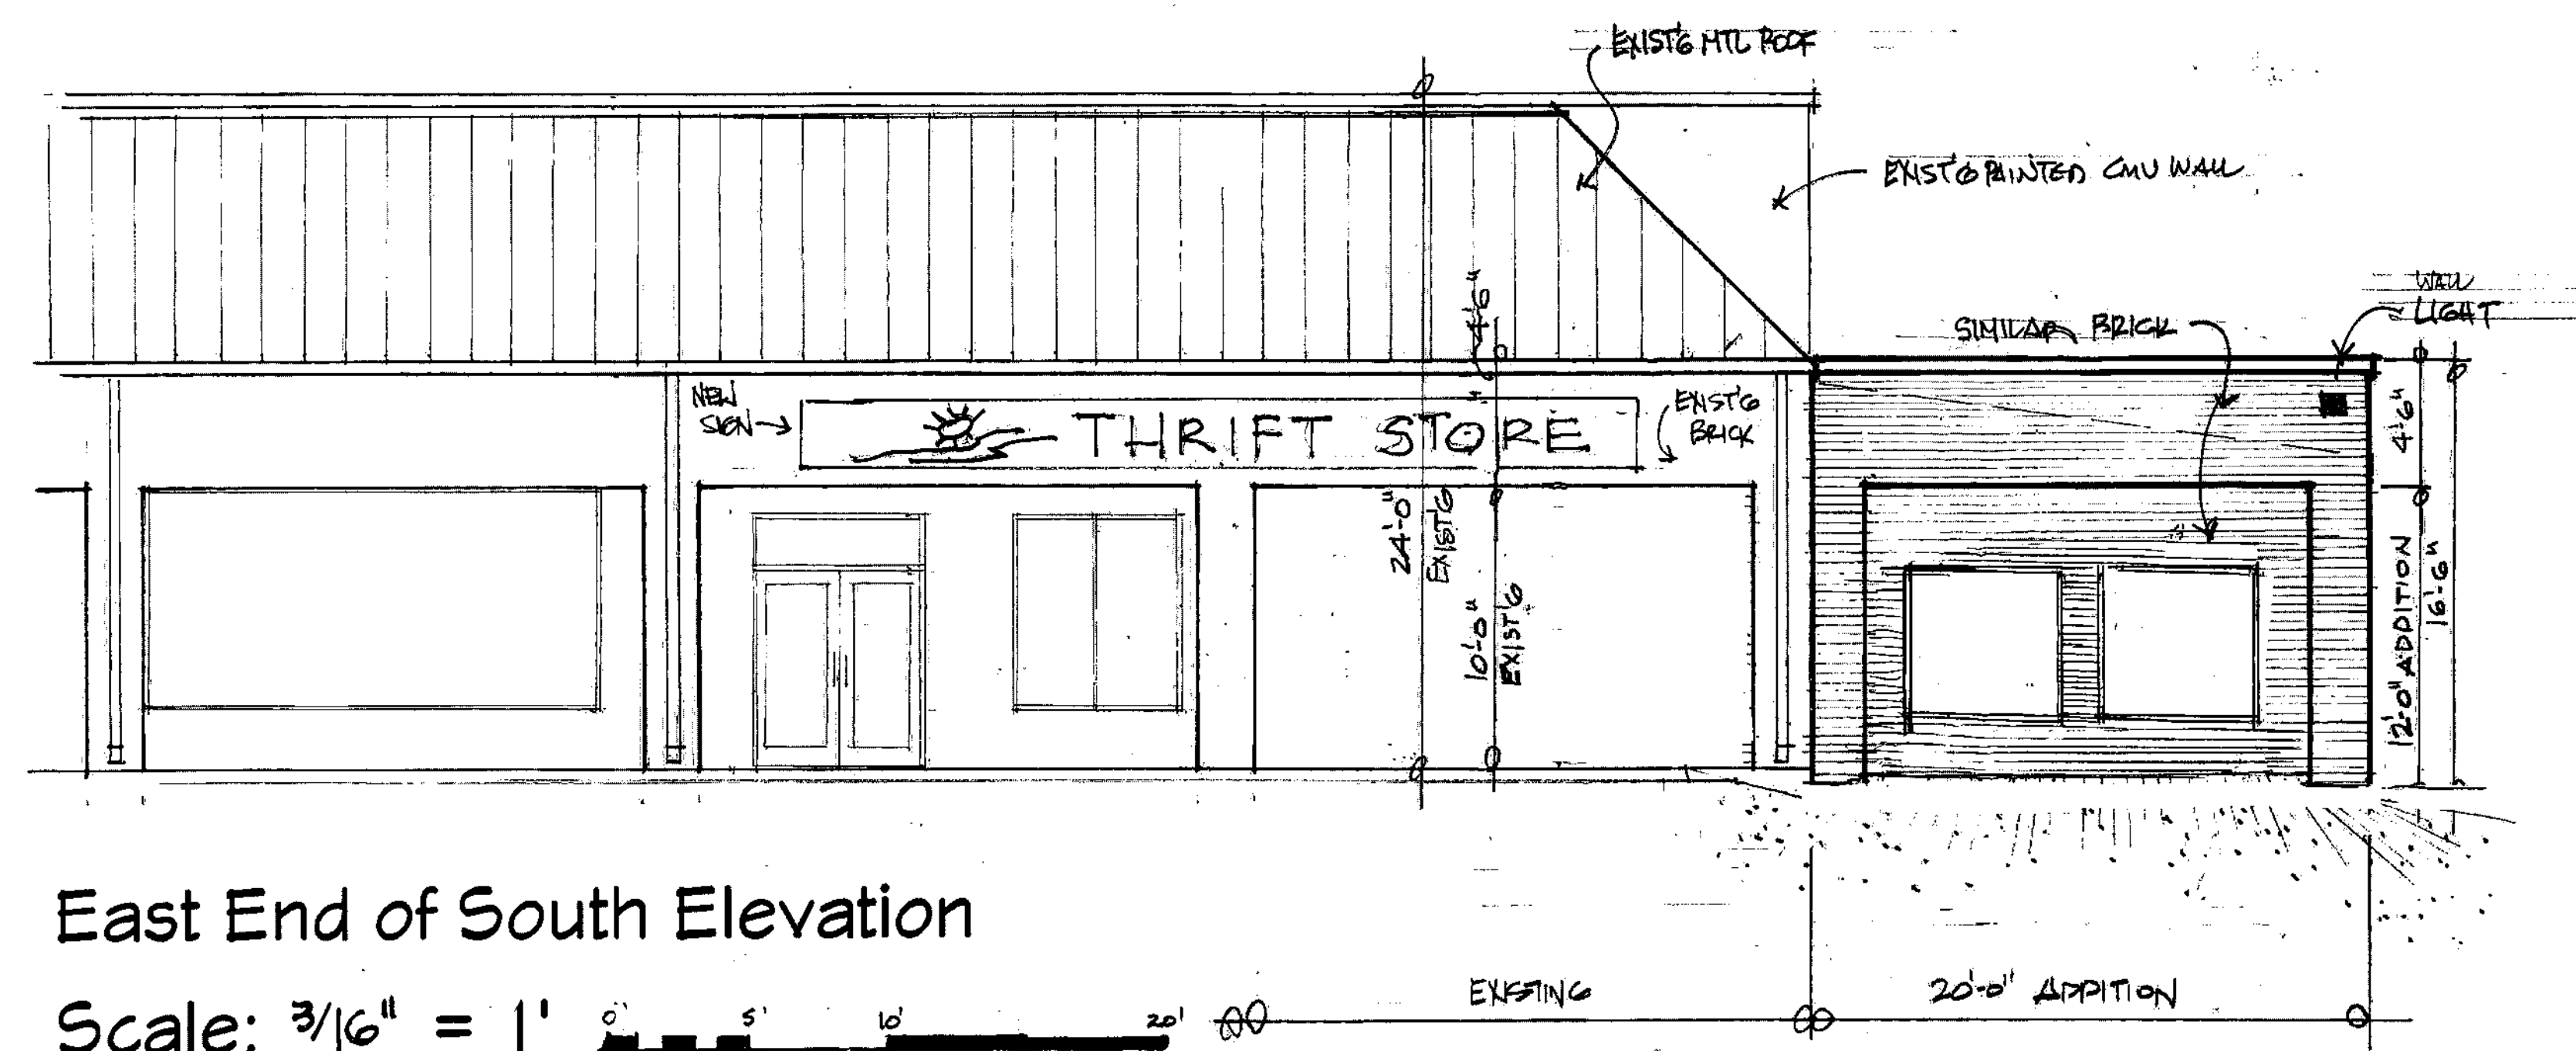 EXIST'G MTL ROOF
EXIST'G PAINTED CMU WALL
WALL
LIGHT
SIMILAR BRICK
4'-6"
NEW
SIGN
THRIFT STORE
EXIST'G
BRICK
4'-6"
24'-0"
EXIST'G
10'-0"
EXIST'G
12'-0" ADDITION
16'-6"
East End of South Elevation
EXISTING
20'-0" ADDITION
Scale: 3/16" = 1'
0' 5' 10' 20'